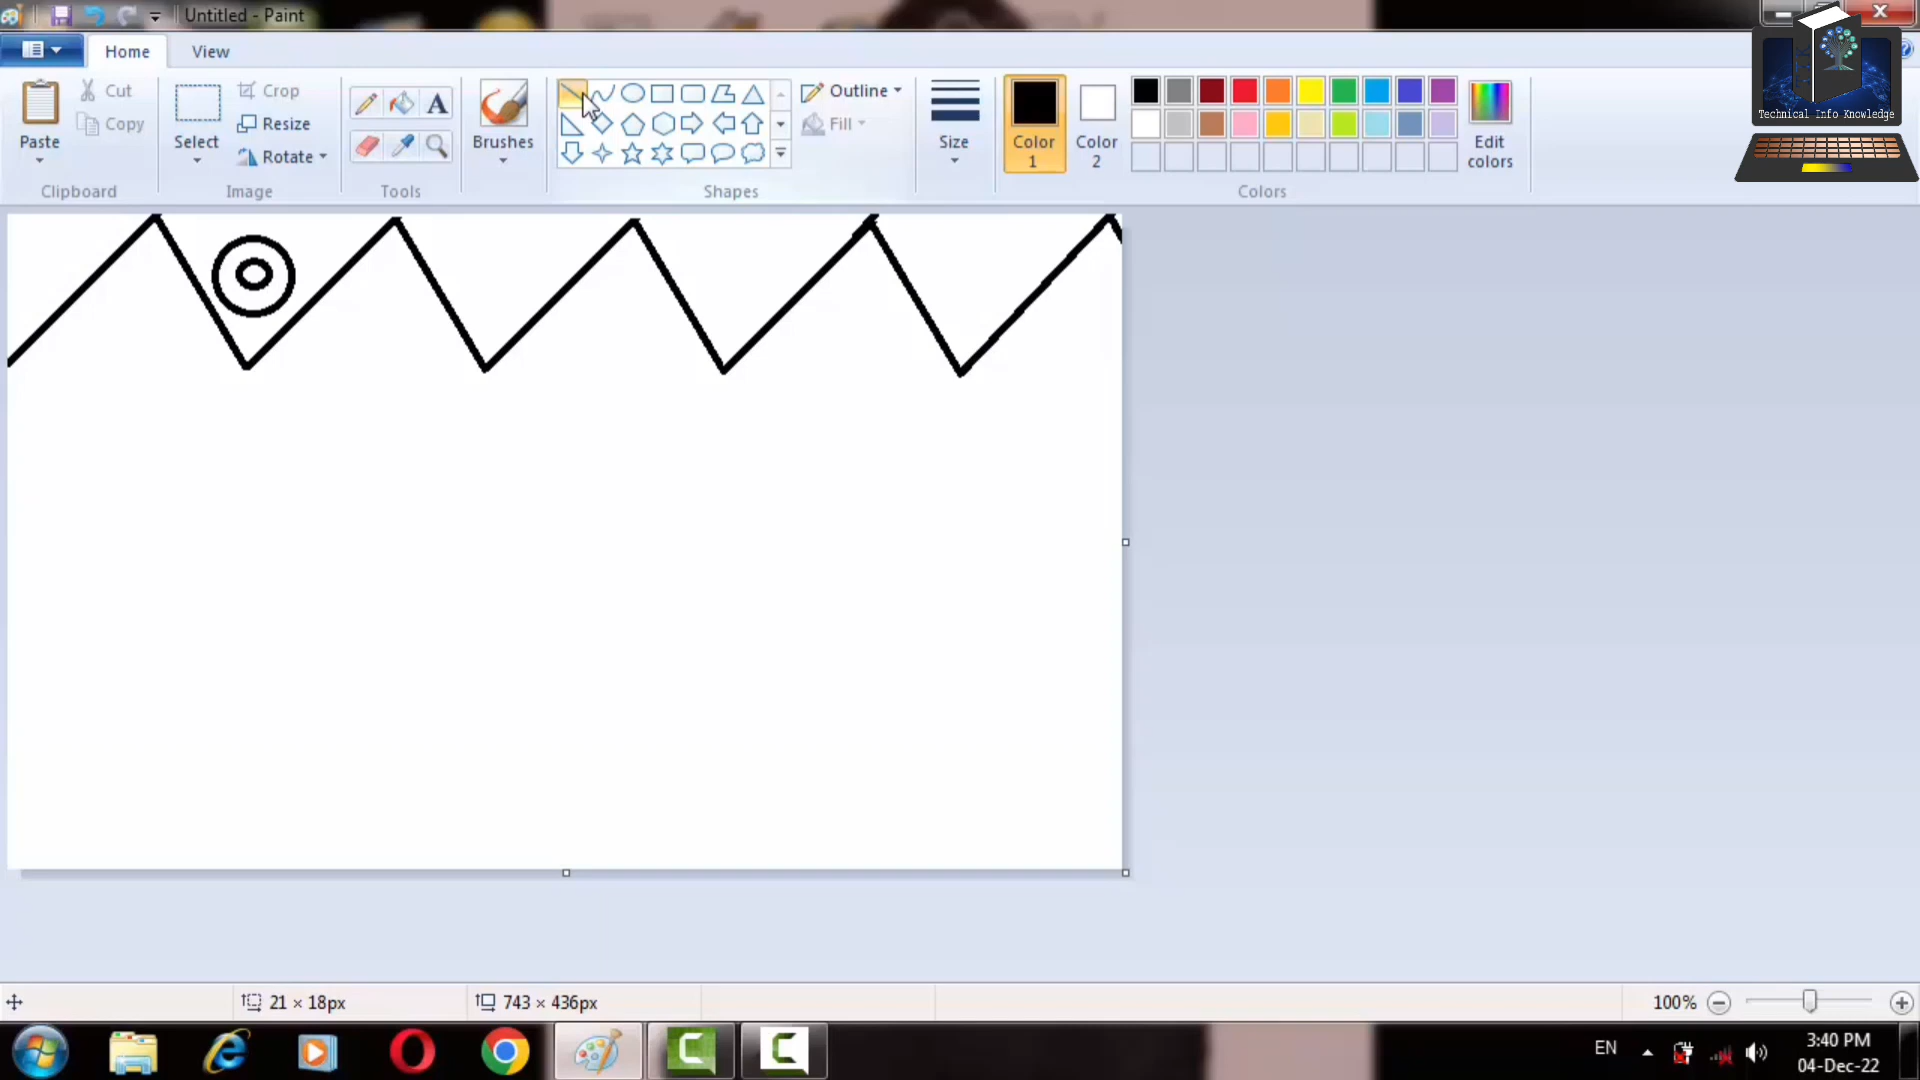 Untitled - Paint
Home View
Paste
Cut
Copy
Clipboard
Select
Crop
Resize
Rotate
Image
A
Tools
Brushes
Outline
Fill
Shapes
Size
Color
1
Color
2
Edit
colors
Colors
Technical Info Knowledge
21 × 18px
743 × 436px
100%
EN
3:40 PM
04-Dec-22